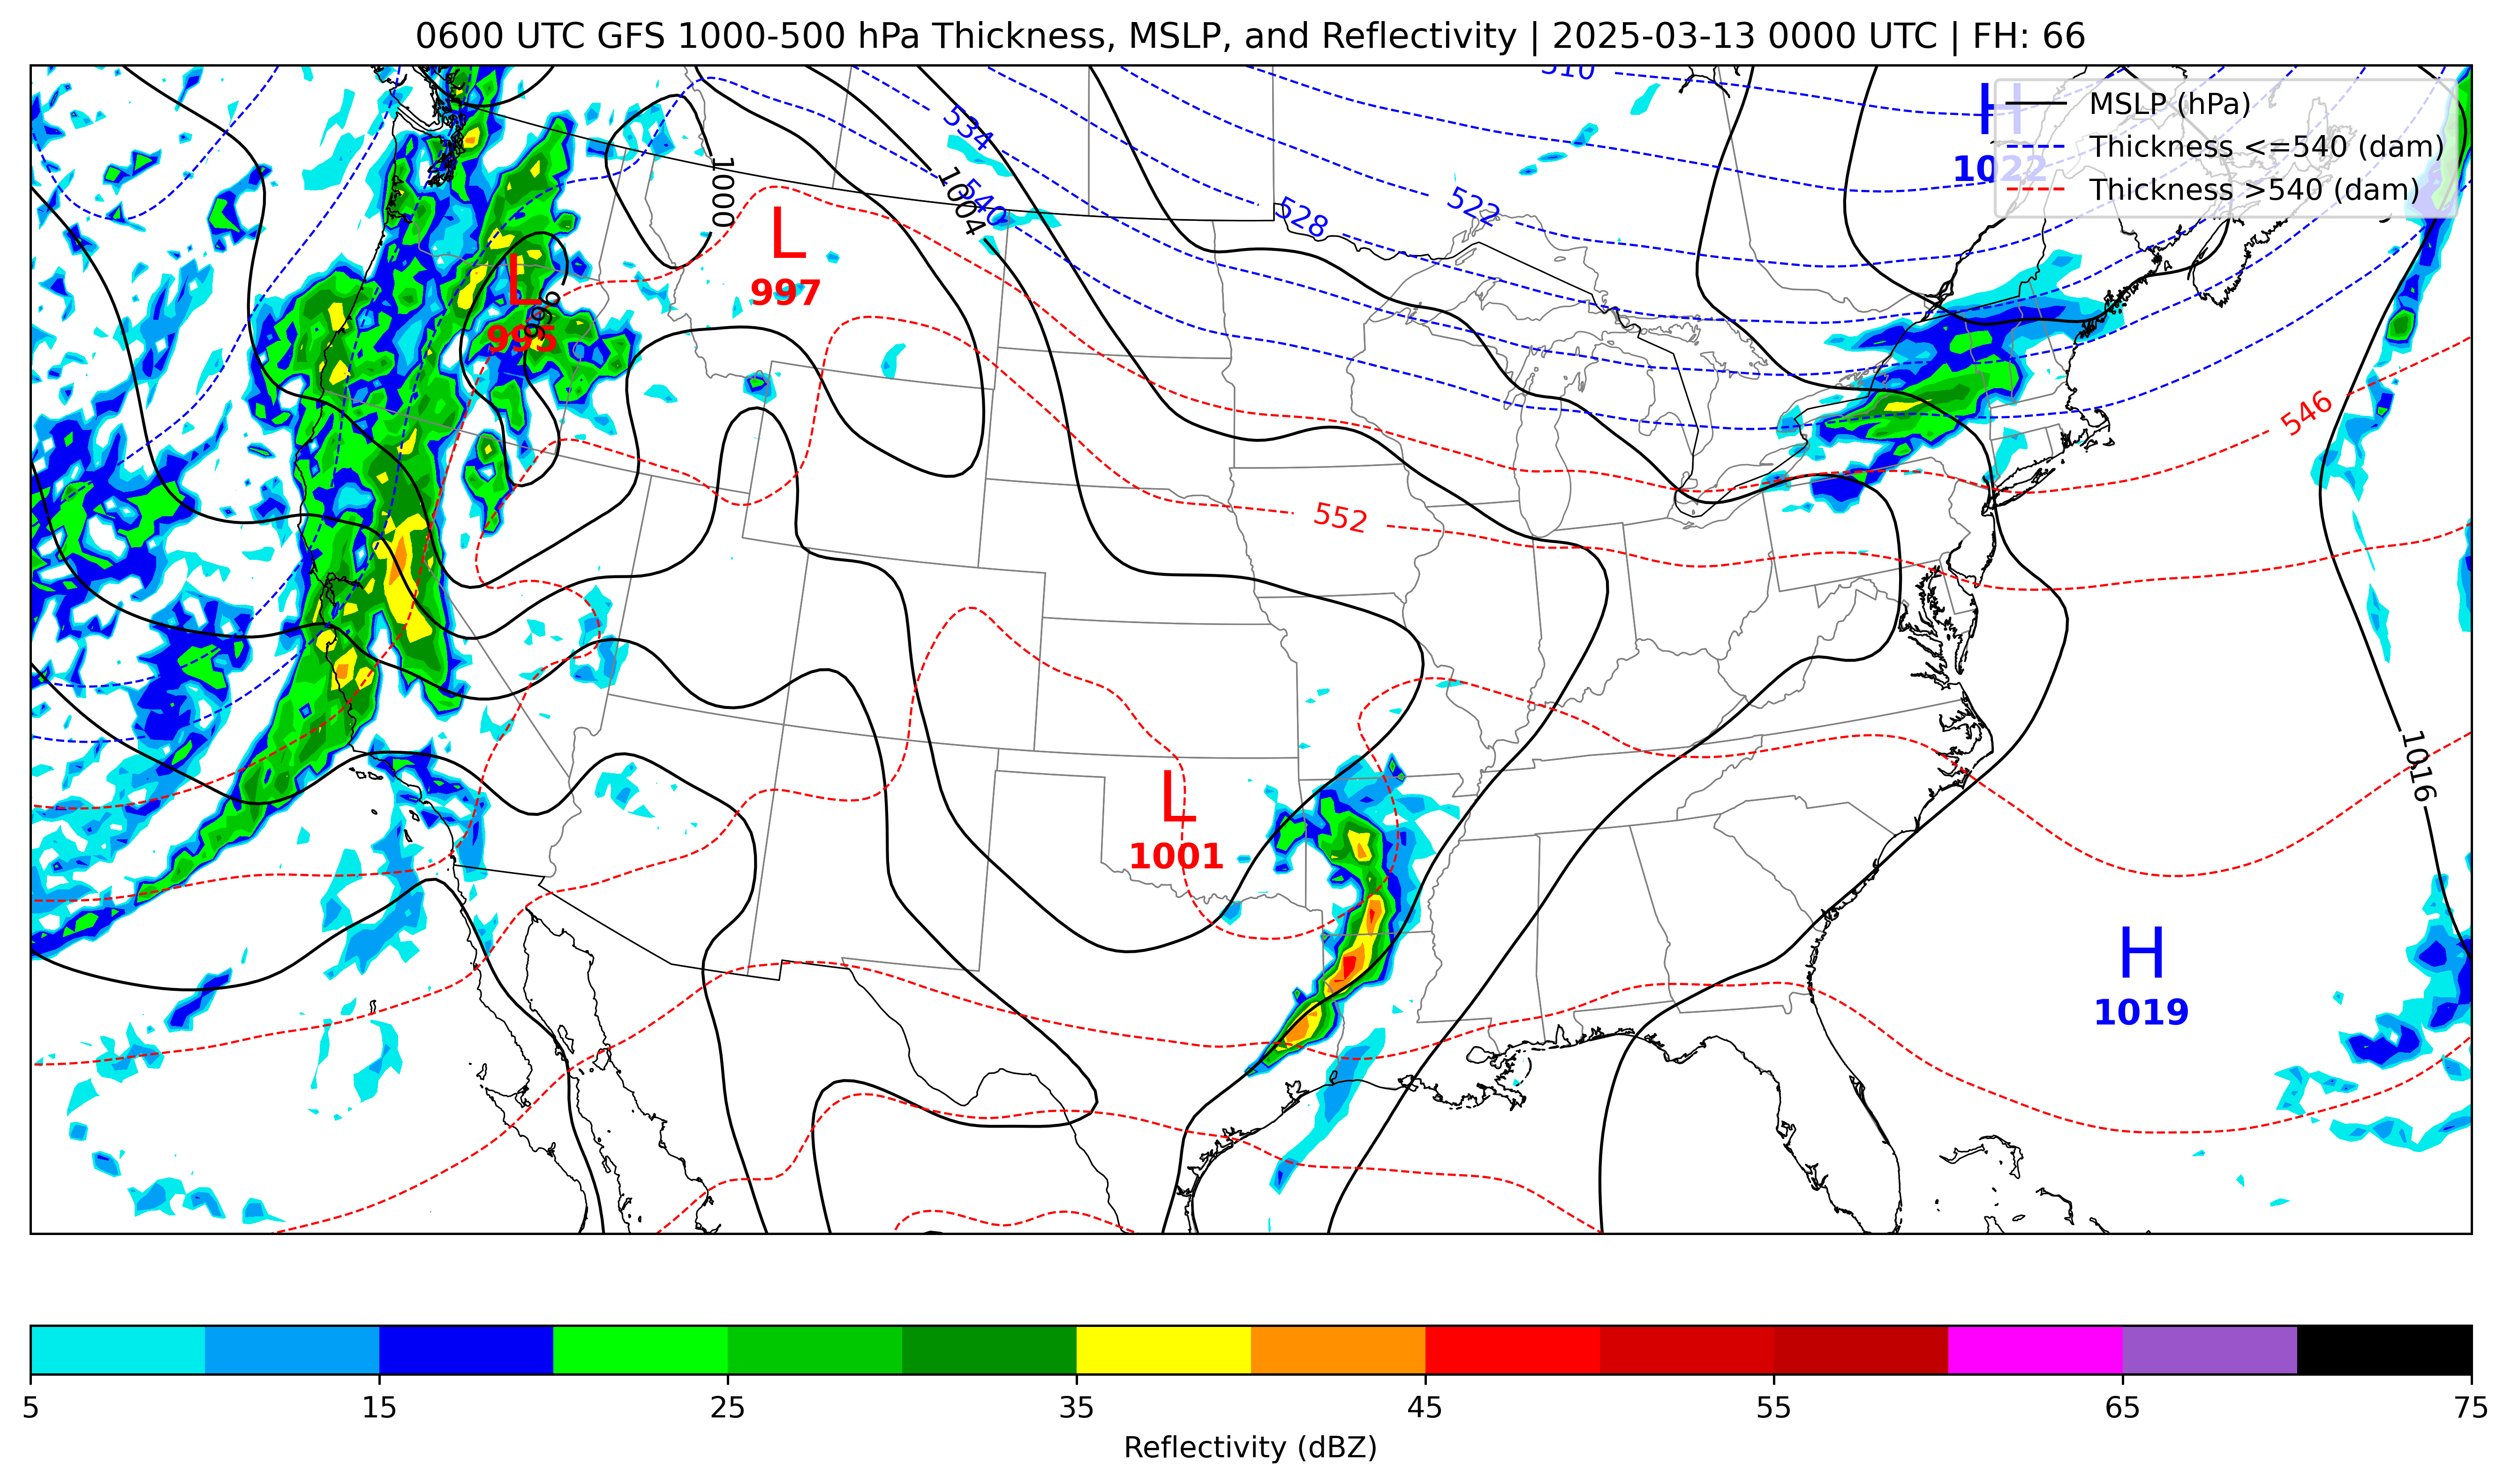 0600 UTC GFS 1000-500 hPa Thickness, MSLP, and Reflectivity | 2025-03-13 0000 UTC | FH: 66
510
H
1022
MSLP (hPa)
Thickness <=540 (dam)
Thickness >540 (dam)
534
1000
1004
540
528
522
L
997
L
996
995
546
552
1016
L
1001
H
1019
5
15
25
35
45
55
65
75
Reflectivity (dBZ)